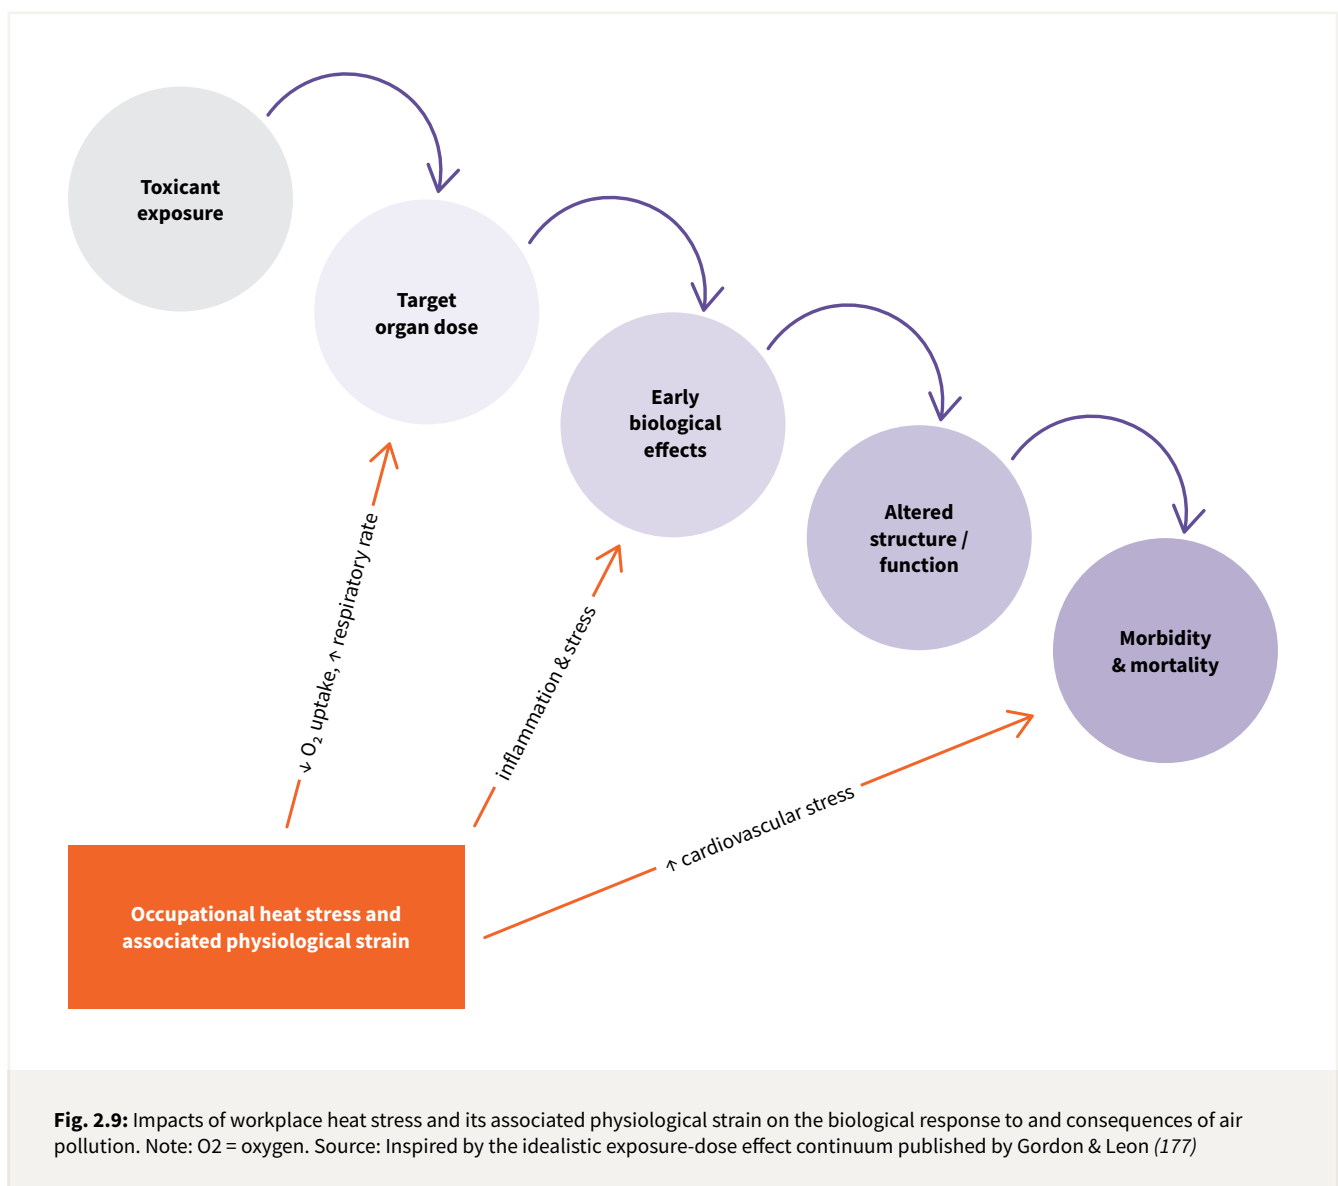 Toxicant
exposure
Target
organ dose
Early
biological
effects
Altered
structure /
function
Morbidity
& mortality
↓ O₂ uptake, ↑ respiratory rate
inflammation & stress
↑ cardiovascular stress
Occupational heat stress and
associated physiological strain
Fig. 2.9: Impacts of workplace heat stress and its associated physiological strain on the biological response to and consequences of air
pollution. Note: O2 = oxygen. Source: Inspired by the idealistic exposure-dose effect continuum published by Gordon & Leon (177)